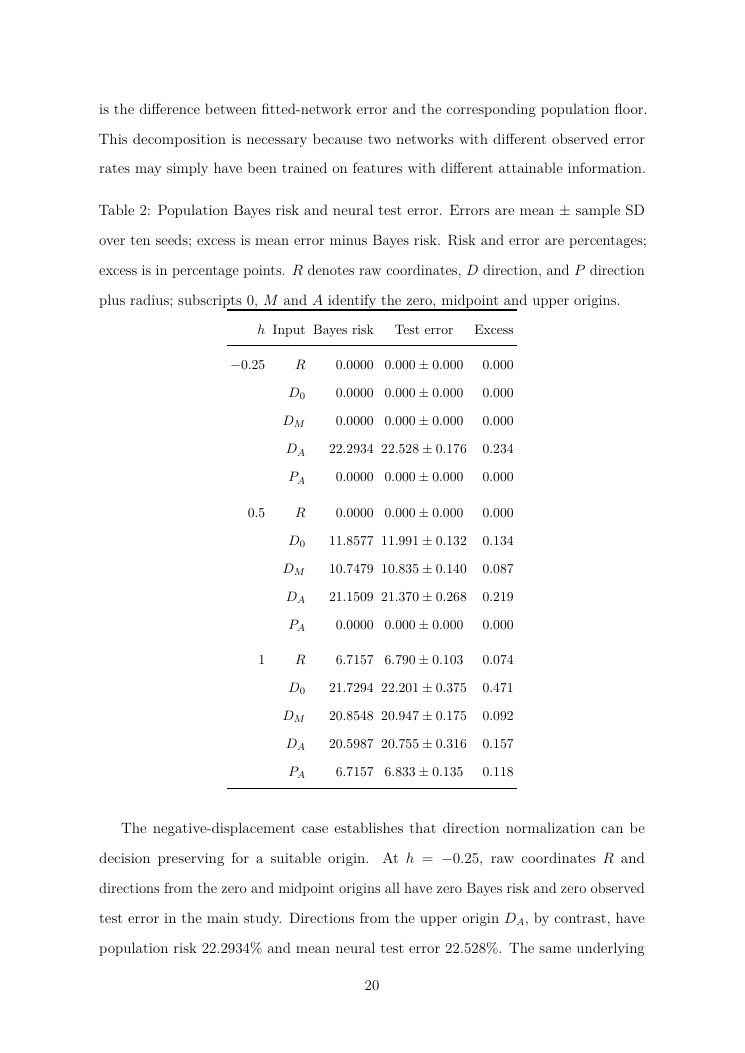 is the difference between fitted-network error and the corresponding population floor.
This decomposition is necessary because two networks with different observed error
rates may simply have been trained on features with different attainable information.
Table 2: Population Bayes risk and neural test error. Errors are mean ± sample SD
over ten seeds; excess is mean error minus Bayes risk. Risk and error are percentages;
excess is in percentage points. R denotes raw coordinates, D direction, and P direction
plus radius; subscripts 0, M and A identify the zero, midpoint and upper origins.
h Input Bayes risk Test error Excess
−0.25 R 0.0000 0.000 ± 0.000 0.000
D₀ 0.0000 0.000 ± 0.000 0.000
D_M 0.0000 0.000 ± 0.000 0.000
D_A 22.2934 22.528 ± 0.176 0.234
P_A 0.0000 0.000 ± 0.000 0.000
0.5 R 0.0000 0.000 ± 0.000 0.000
D₀ 11.8577 11.991 ± 0.132 0.134
D_M 10.7479 10.835 ± 0.140 0.087
D_A 21.1509 21.370 ± 0.268 0.219
P_A 0.0000 0.000 ± 0.000 0.000
1 R 6.7157 6.790 ± 0.103 0.074
D₀ 21.7294 22.201 ± 0.375 0.471
D_M 20.8548 20.947 ± 0.175 0.092
D_A 20.5987 20.755 ± 0.316 0.157
P_A 6.7157 6.833 ± 0.135 0.118
The negative-displacement case establishes that direction normalization can be
decision preserving for a suitable origin. At h = −0.25, raw coordinates R and
directions from the zero and midpoint origins all have zero Bayes risk and zero observed
test error in the main study. Directions from the upper origin D_A, by contrast, have
population risk 22.2934% and mean neural test error 22.528%. The same underlying
20